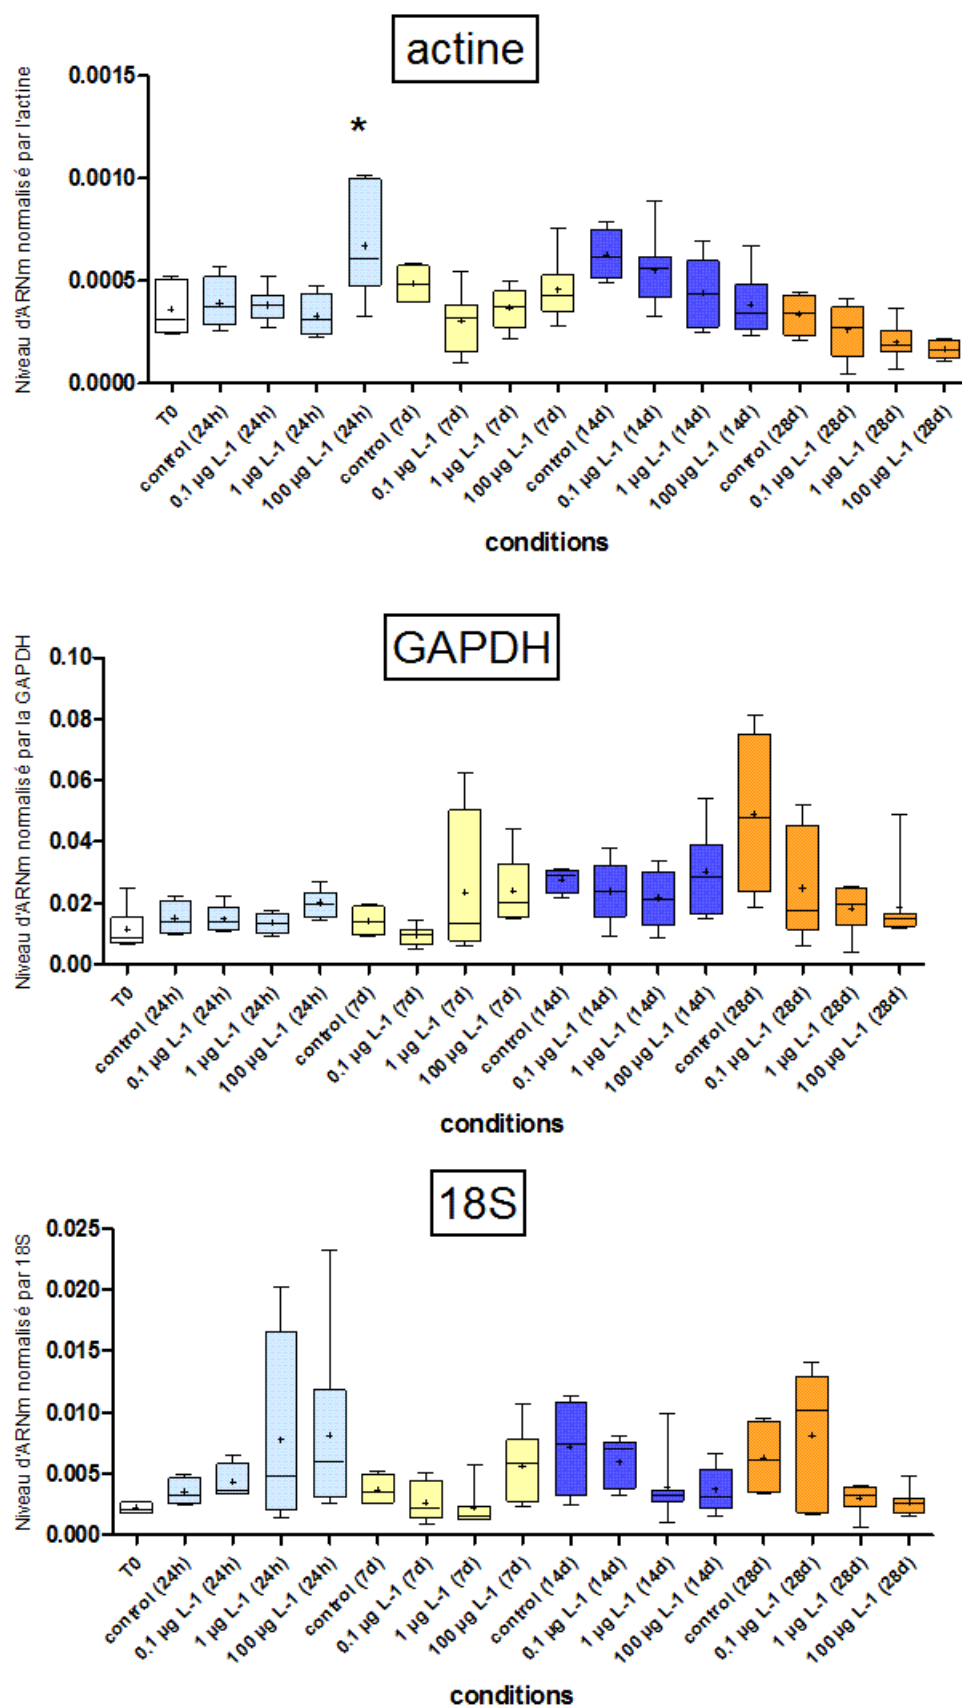 actine
Niveau d'ARNm normalisé par l'actine
0.0015
0.0010
0.0005
0.0000
*
T0
control (24h)
0.1 µg L-1 (24h)
1 µg L-1 (24h)
100 µg L-1 (24h)
control (7d)
0.1 µg L-1 (7d)
1 µg L-1 (7d)
100 µg L-1 (7d)
control (14d)
0.1 µg L-1 (14d)
1 µg L-1 (14d)
100 µg L-1 (14d)
control (28d)
0.1 µg L-1 (28d)
1 µg L-1 (28d)
100 µg L-1 (28d)
conditions
GAPDH
Niveau d'ARNm normalisé par la GAPDH
0.10
0.08
0.06
0.04
0.02
0.00
T0
control (24h)
0.1 µg L-1 (24h)
1 µg L-1 (24h)
100 µg L-1 (24h)
control (7d)
0.1 µg L-1 (7d)
1 µg L-1 (7d)
100 µg L-1 (7d)
control (14d)
0.1 µg L-1 (14d)
1 µg L-1 (14d)
100 µg L-1 (14d)
control (28d)
0.1 µg L-1 (28d)
1 µg L-1 (28d)
100 µg L-1 (28d)
conditions
18S
Niveau d'ARNm normalisé par 18S
0.025
0.020
0.015
0.010
0.005
0.000
T0
control (24h)
0.1 µg L-1 (24h)
1 µg L-1 (24h)
100 µg L-1 (24h)
control (7d)
0.1 µg L-1 (7d)
1 µg L-1 (7d)
100 µg L-1 (7d)
control (14d)
0.1 µg L-1 (14d)
1 µg L-1 (14d)
100 µg L-1 (14d)
control (28d)
0.1 µg L-1 (28d)
1 µg L-1 (28d)
100 µg L-1 (28d)
conditions